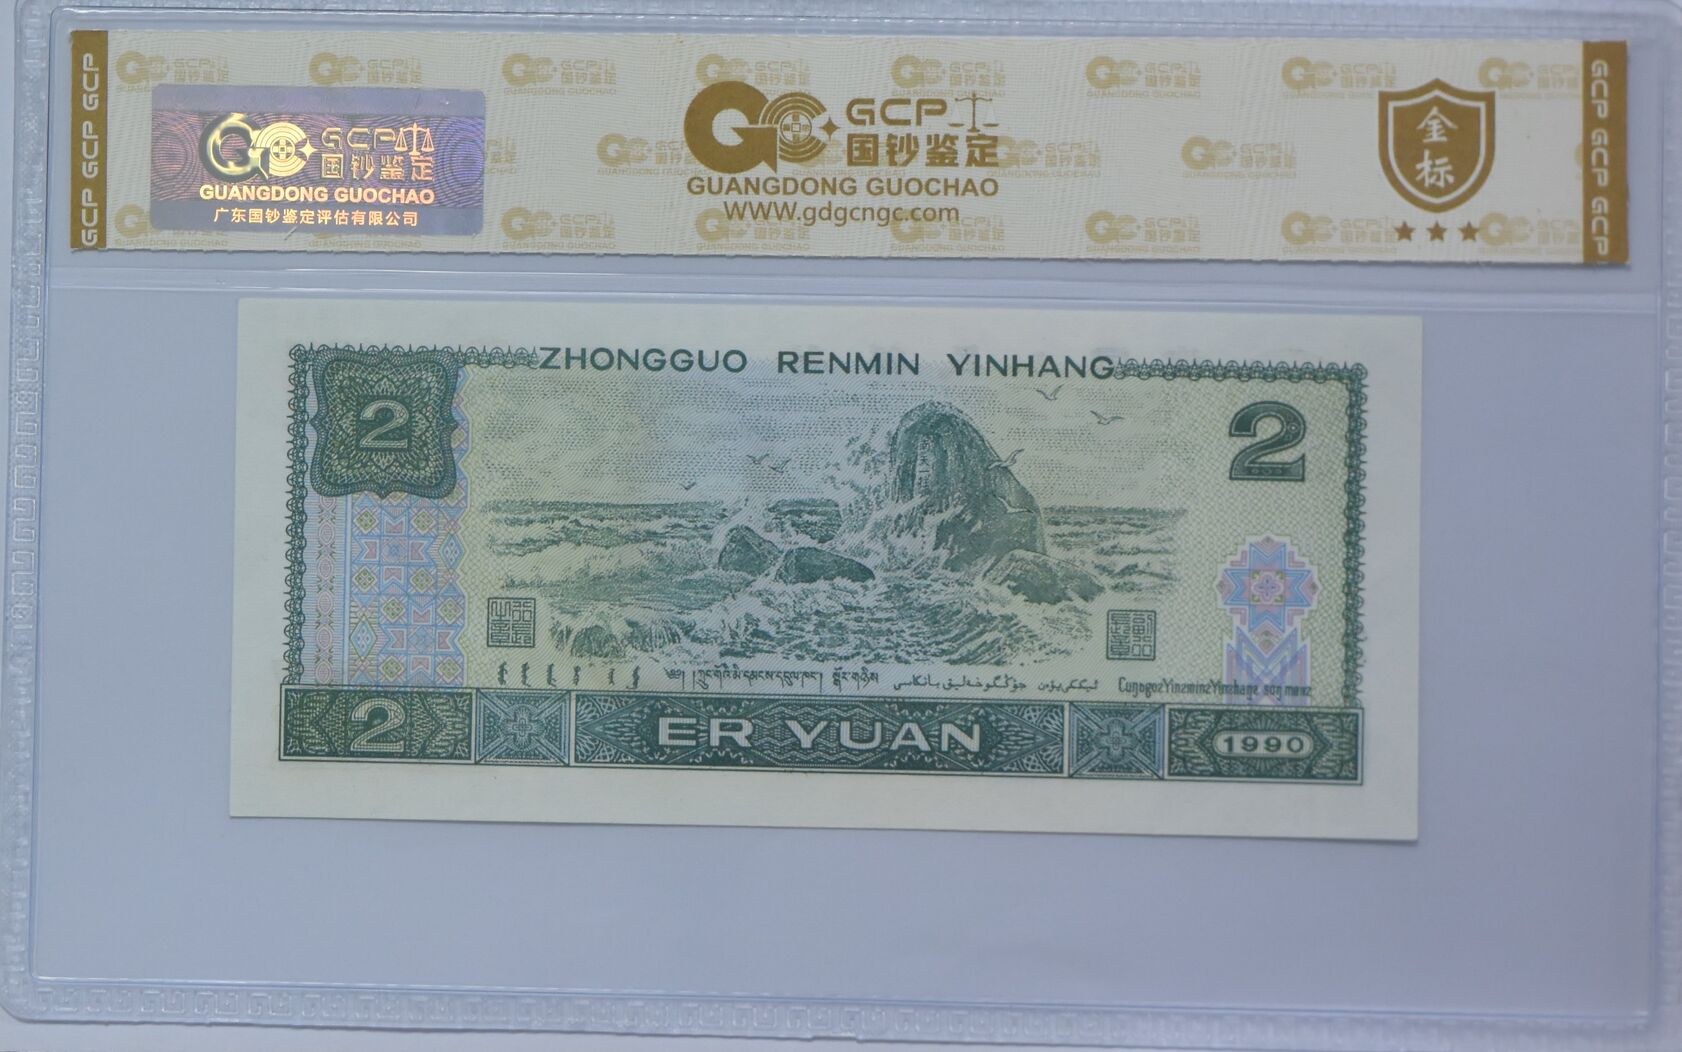 GCP GCP GCP
GCP
国钞鉴定
GUANGDONG GUOCHAO
广东国钞鉴定评估有限公司
GCP
国钞鉴定
GUANGDONG GUOCHAO
WWW.gdgcngc.com
金标
GCP GCP GCP
ZHONGGUO RENMIN YINHANG
2
2
2
ER YUAN
1990